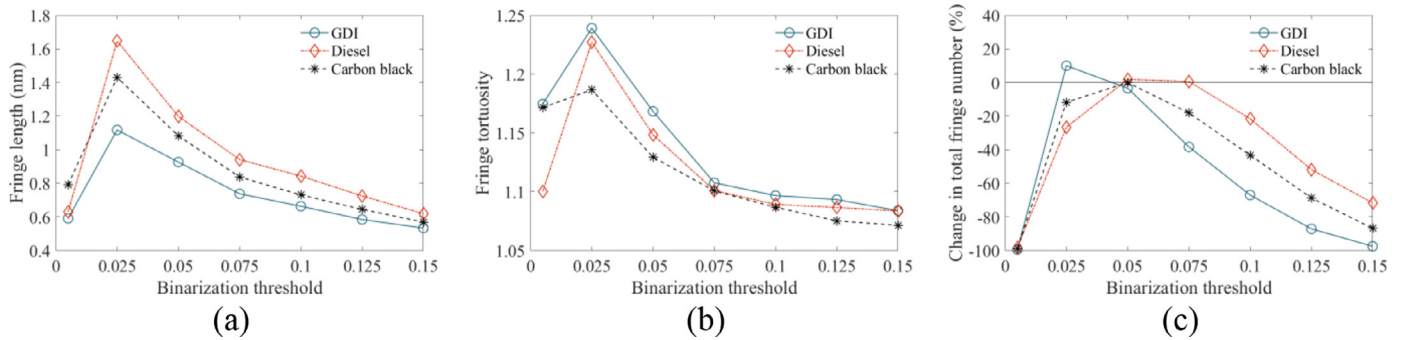 Fringe length (nm)
1.8
1.6
1.4
1.2
1
0.8
0.6
0.4
0 0.025 0.05 0.075 0.1 0.125 0.15
Binarization threshold
GDI
Diesel
Carbon black
(a)
Fringe tortuosity
1.25
1.2
1.15
1.1
1.05
0 0.025 0.05 0.075 0.1 0.125 0.15
Binarization threshold
GDI
Diesel
Carbon black
(b)
Change in total fringe number (%)
40
20
0
-20
-40
-60
-80
-100
0 0.025 0.05 0.075 0.1 0.125 0.15
Binarization threshold
GDI
Diesel
Carbon black
(c)